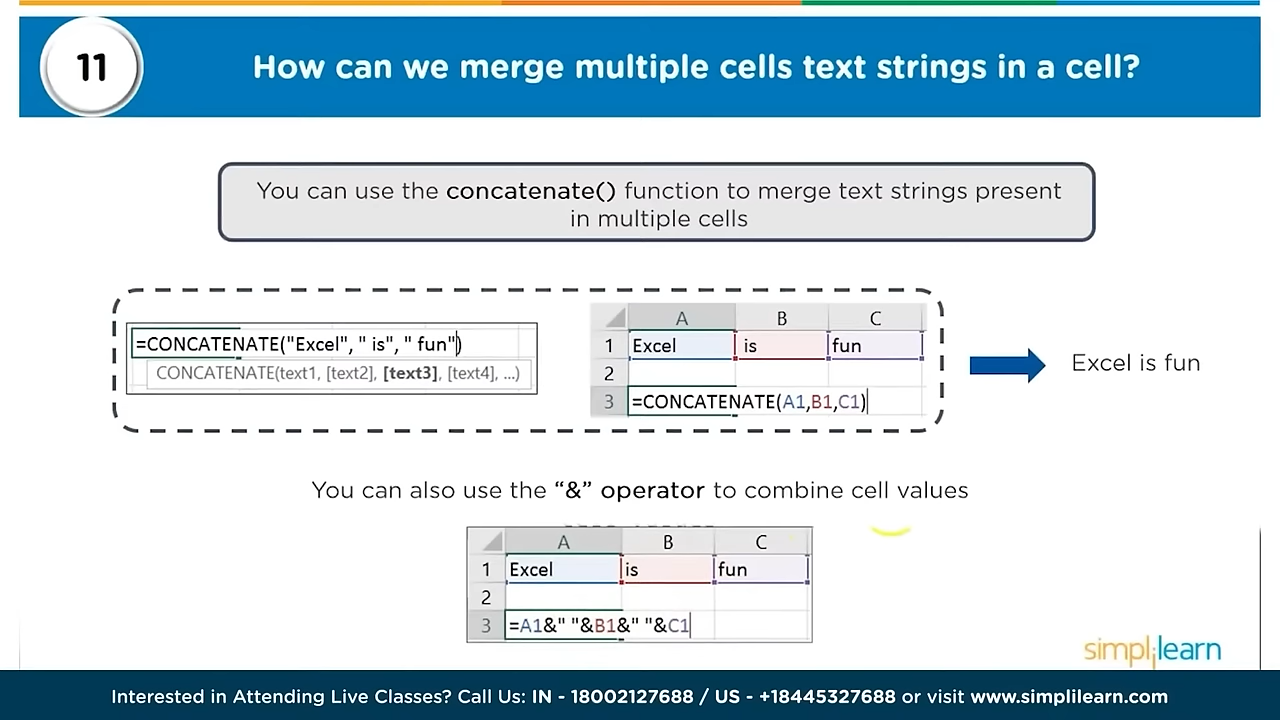 11
How can we merge multiple cells text strings in a cell?
You can use the concatenate() function to merge text strings present
in multiple cells
=CONCATENATE("Excel", " is", " fun")
CONCATENATE(text1, [text2], [text3], [text4], ...)
A B C
1 Excel is fun
2
3 =CONCATENATE(A1,B1,C1)
Excel is fun
You can also use the “&” operator to combine cell values
A B C
1 Excel is fun
2
3 =A1&" "&B1&" "&C1
simplilearn
Interested in Attending Live Classes? Call Us: IN - 18002127688 / US - +18445327688 or visit www.simplilearn.com